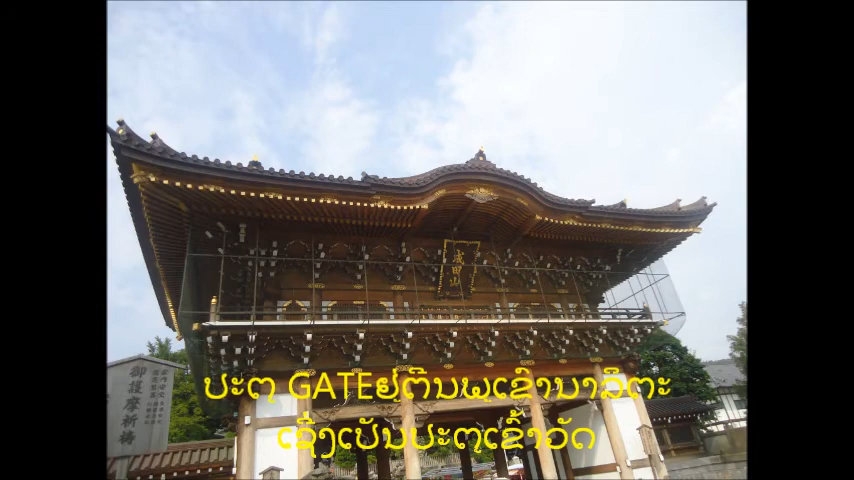 成田山
御護摩祈祷
ປະຕູ GATEຢູ່ຕີນພູເຂົານາລິຕະ
ເຊິ່ງເປັນປະຕູເຂົ້າວັດ